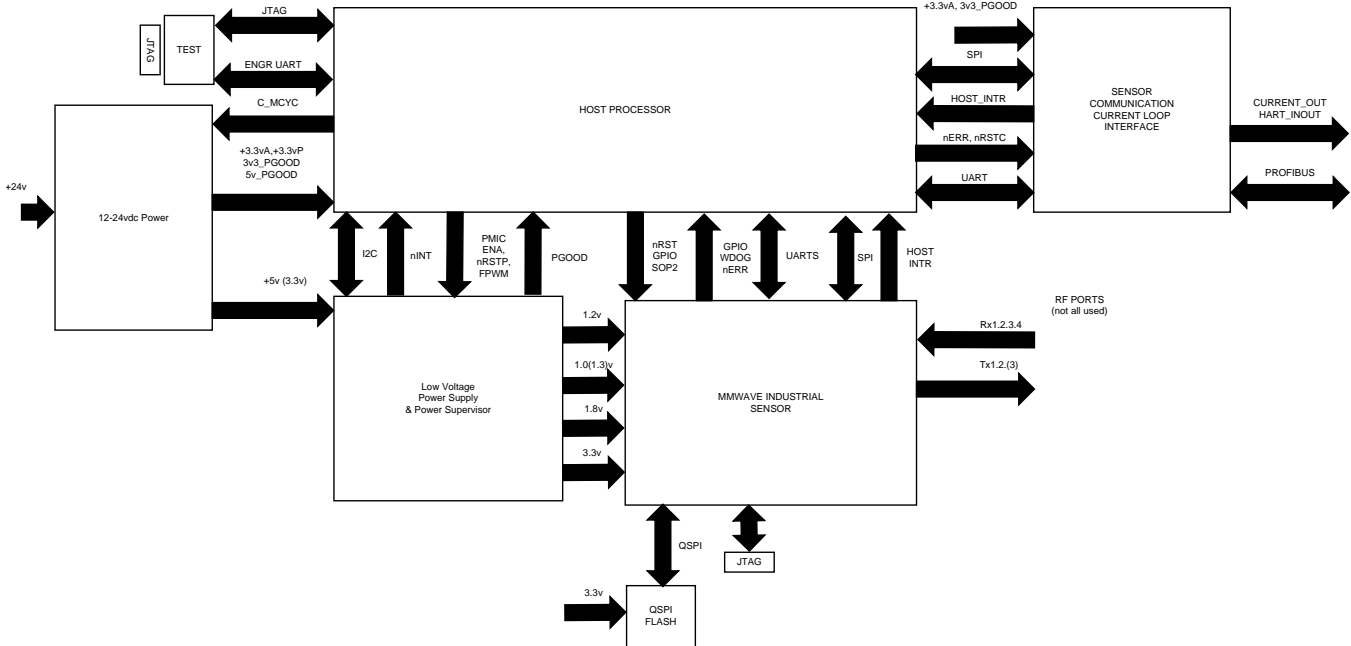 JTAG
JTAG
TEST
ENGR UART
C_MCYC
+3.3vA,+3.3vP
3v3_PGOOD
5v_PGOOD
+24v
12-24vdc Power
+5v (3.3v)
HOST PROCESSOR
+3.3vA, 3v3_PGOOD
SPI
HOST_INTR
nERR, nRSTC
UART
SENSOR
COMMUNICATION
CURRENT LOOP
INTERFACE
CURRENT_OUT
HART_INOUT
PROFIBUS
I2C
nINT
PMIC
ENA,
nRSTP,
FPWM
PGOOD
nRST
GPIO
SOP2
GPIO
WDOG
nERR
UARTS
SPI
HOST
INTR
Low Voltage
Power Supply
& Power Supervisor
1.2v
1.0(1.3)v
1.8v
3.3v
MMWAVE INDUSTRIAL
SENSOR
RF PORTS
(not all used)
Rx1.2.3.4
Tx1.2.(3)
QSPI
JTAG
3.3v
QSPI
FLASH